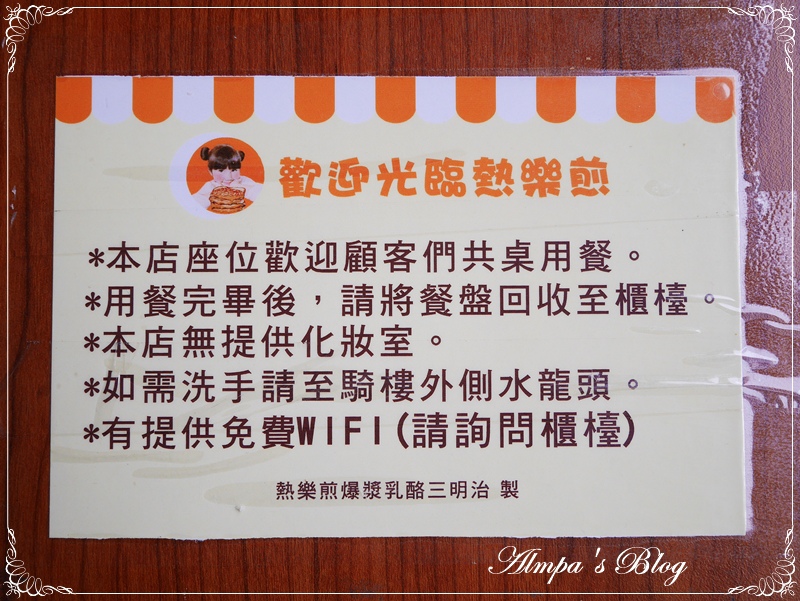 歡迎光臨熱樂煎
*本店座位歡迎顧客們共桌用餐。
*用餐完畢後，請將餐盤回收至櫃檯。
*本店無提供化妝室。
*如需洗手請至騎樓外側水龍頭。
*有提供免費WIFI(請詢問櫃檯)
熱樂煎爆漿乳酪三明治 製
Almpa's Blog